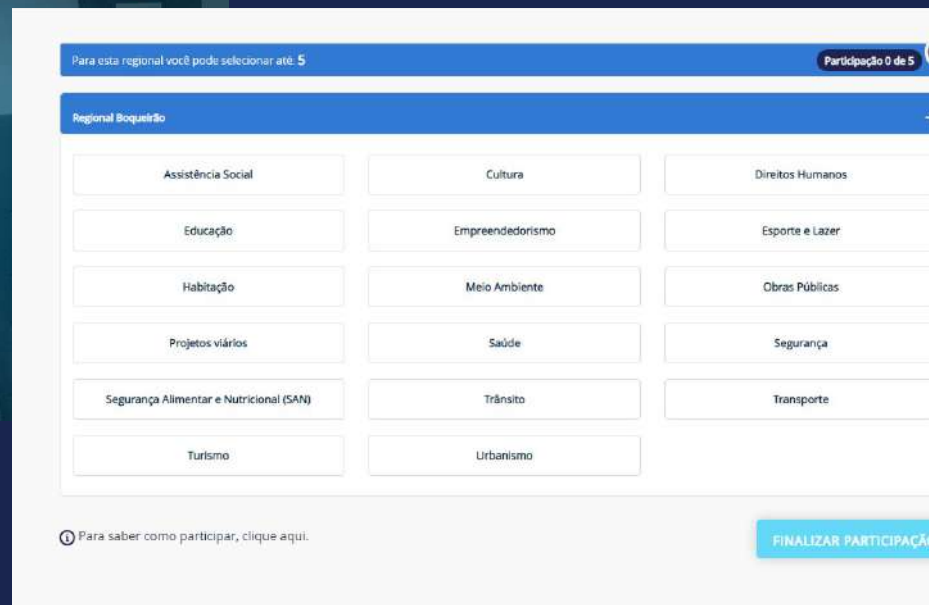 Para esta regional você pode selecionar até: 5
Participação 0 de 5
Regional Boqueirão
Assistência Social
Cultura
Direitos Humanos
Educação
Empreendedorismo
Esporte e Lazer
Habitação
Meio Ambiente
Obras Públicas
Projetos viários
Saúde
Segurança
Segurança Alimentar e Nutricional (SAN)
Trânsito
Transporte
Turismo
Urbanismo
Para saber como participar, clique aqui.
FINALIZAR PARTICIPAÇÃ